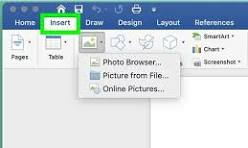 Home Insert Draw Design Layout References
Pages Table SmartArt
Chart
Screenshot
Photo Browser...
Picture from File...
Online Pictures...